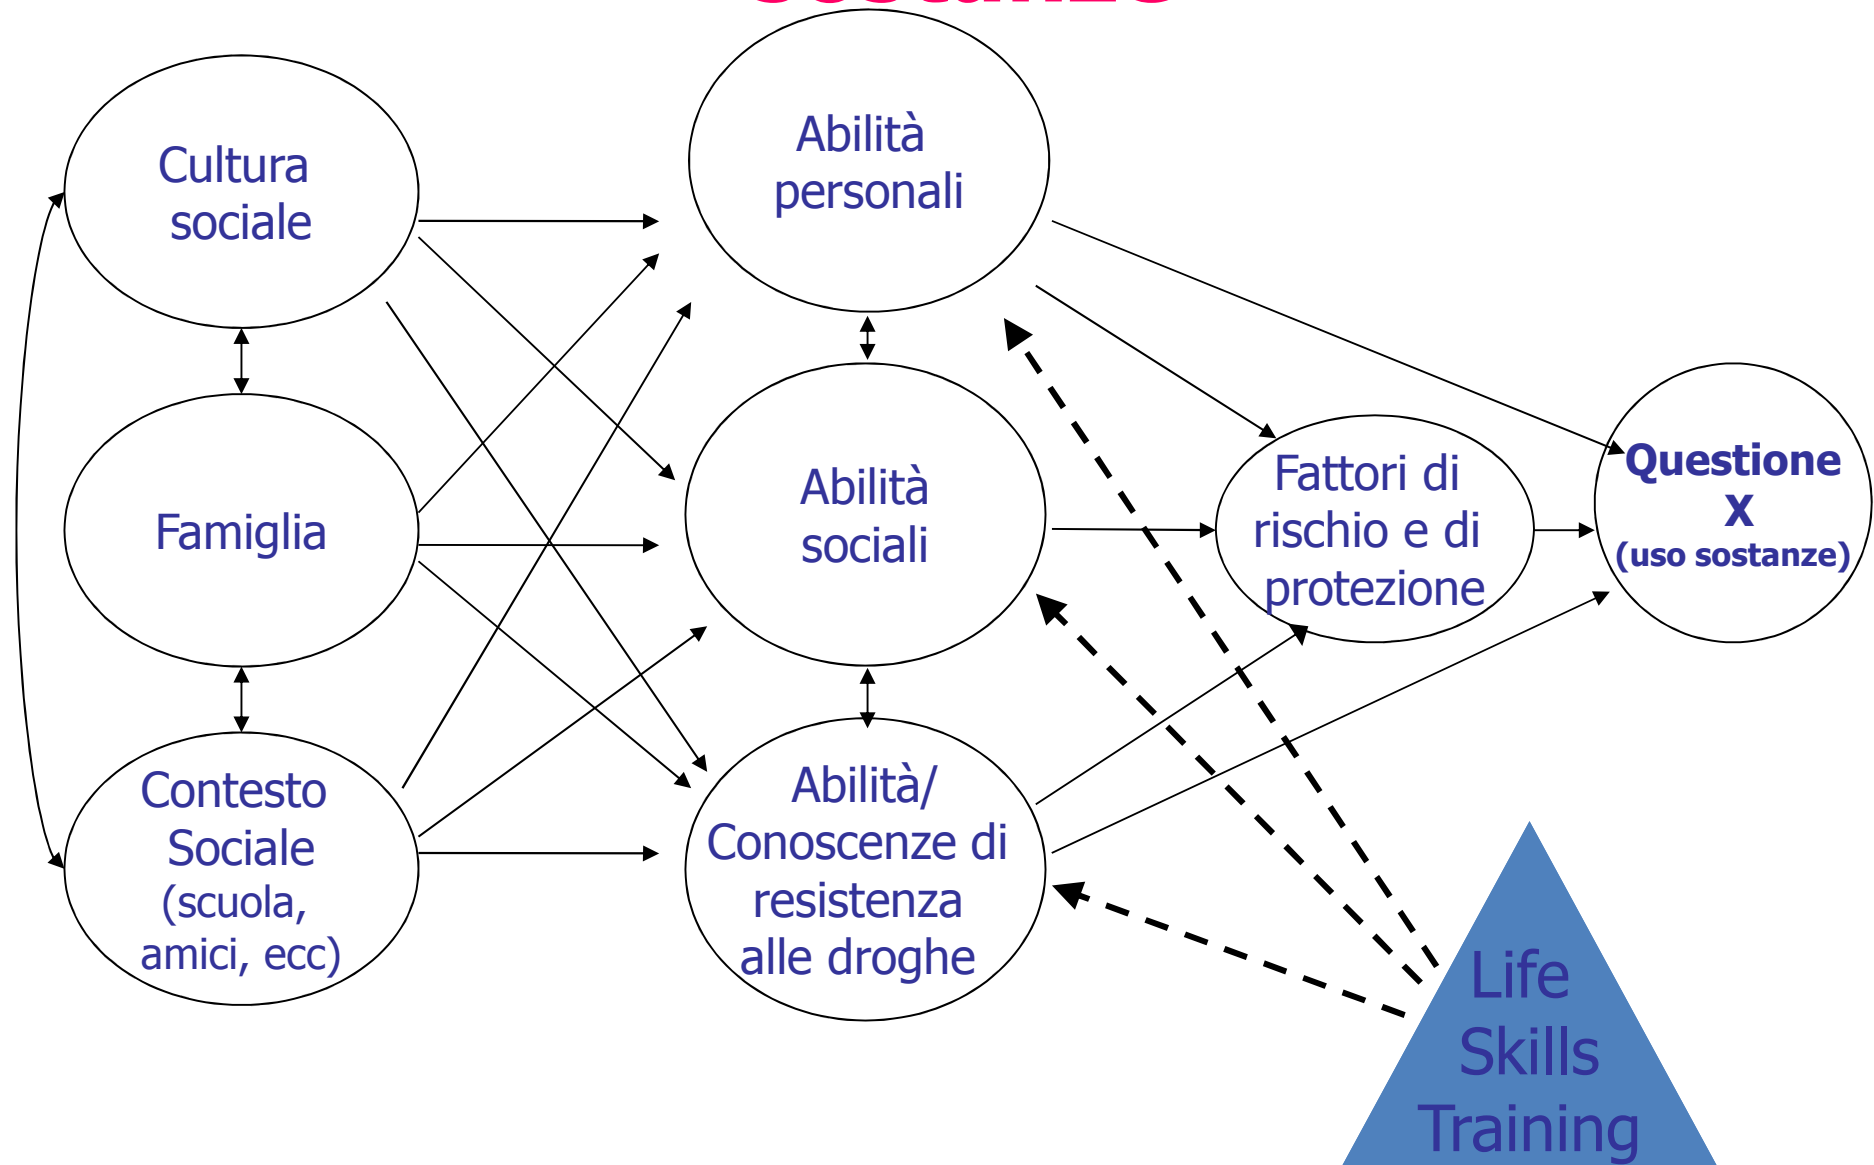 Cultura
sociale
Famiglia
Contesto
Sociale
(scuola,
amici, ecc)
Abilità
personali
Abilità
sociali
Abilità/
Conoscenze di
resistenza
alle droghe
Fattori di
rischio e di
protezione
Questione
X
(uso sostanze)
Life
Skills
Training